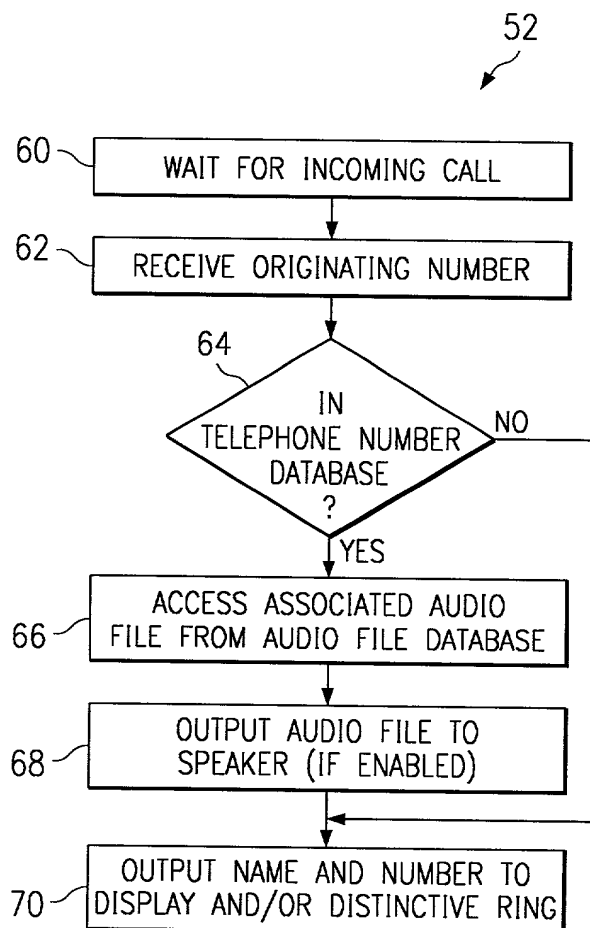 52
60
WAIT FOR INCOMING CALL
62
RECEIVE ORIGINATING NUMBER
64
IN
TELEPHONE NUMBER
DATABASE
?
NO
YES
66
ACCESS ASSOCIATED AUDIO
FILE FROM AUDIO FILE DATABASE
68
OUTPUT AUDIO FILE TO
SPEAKER (IF ENABLED)
70
OUTPUT NAME AND NUMBER TO
DISPLAY AND/OR DISTINCTIVE RING